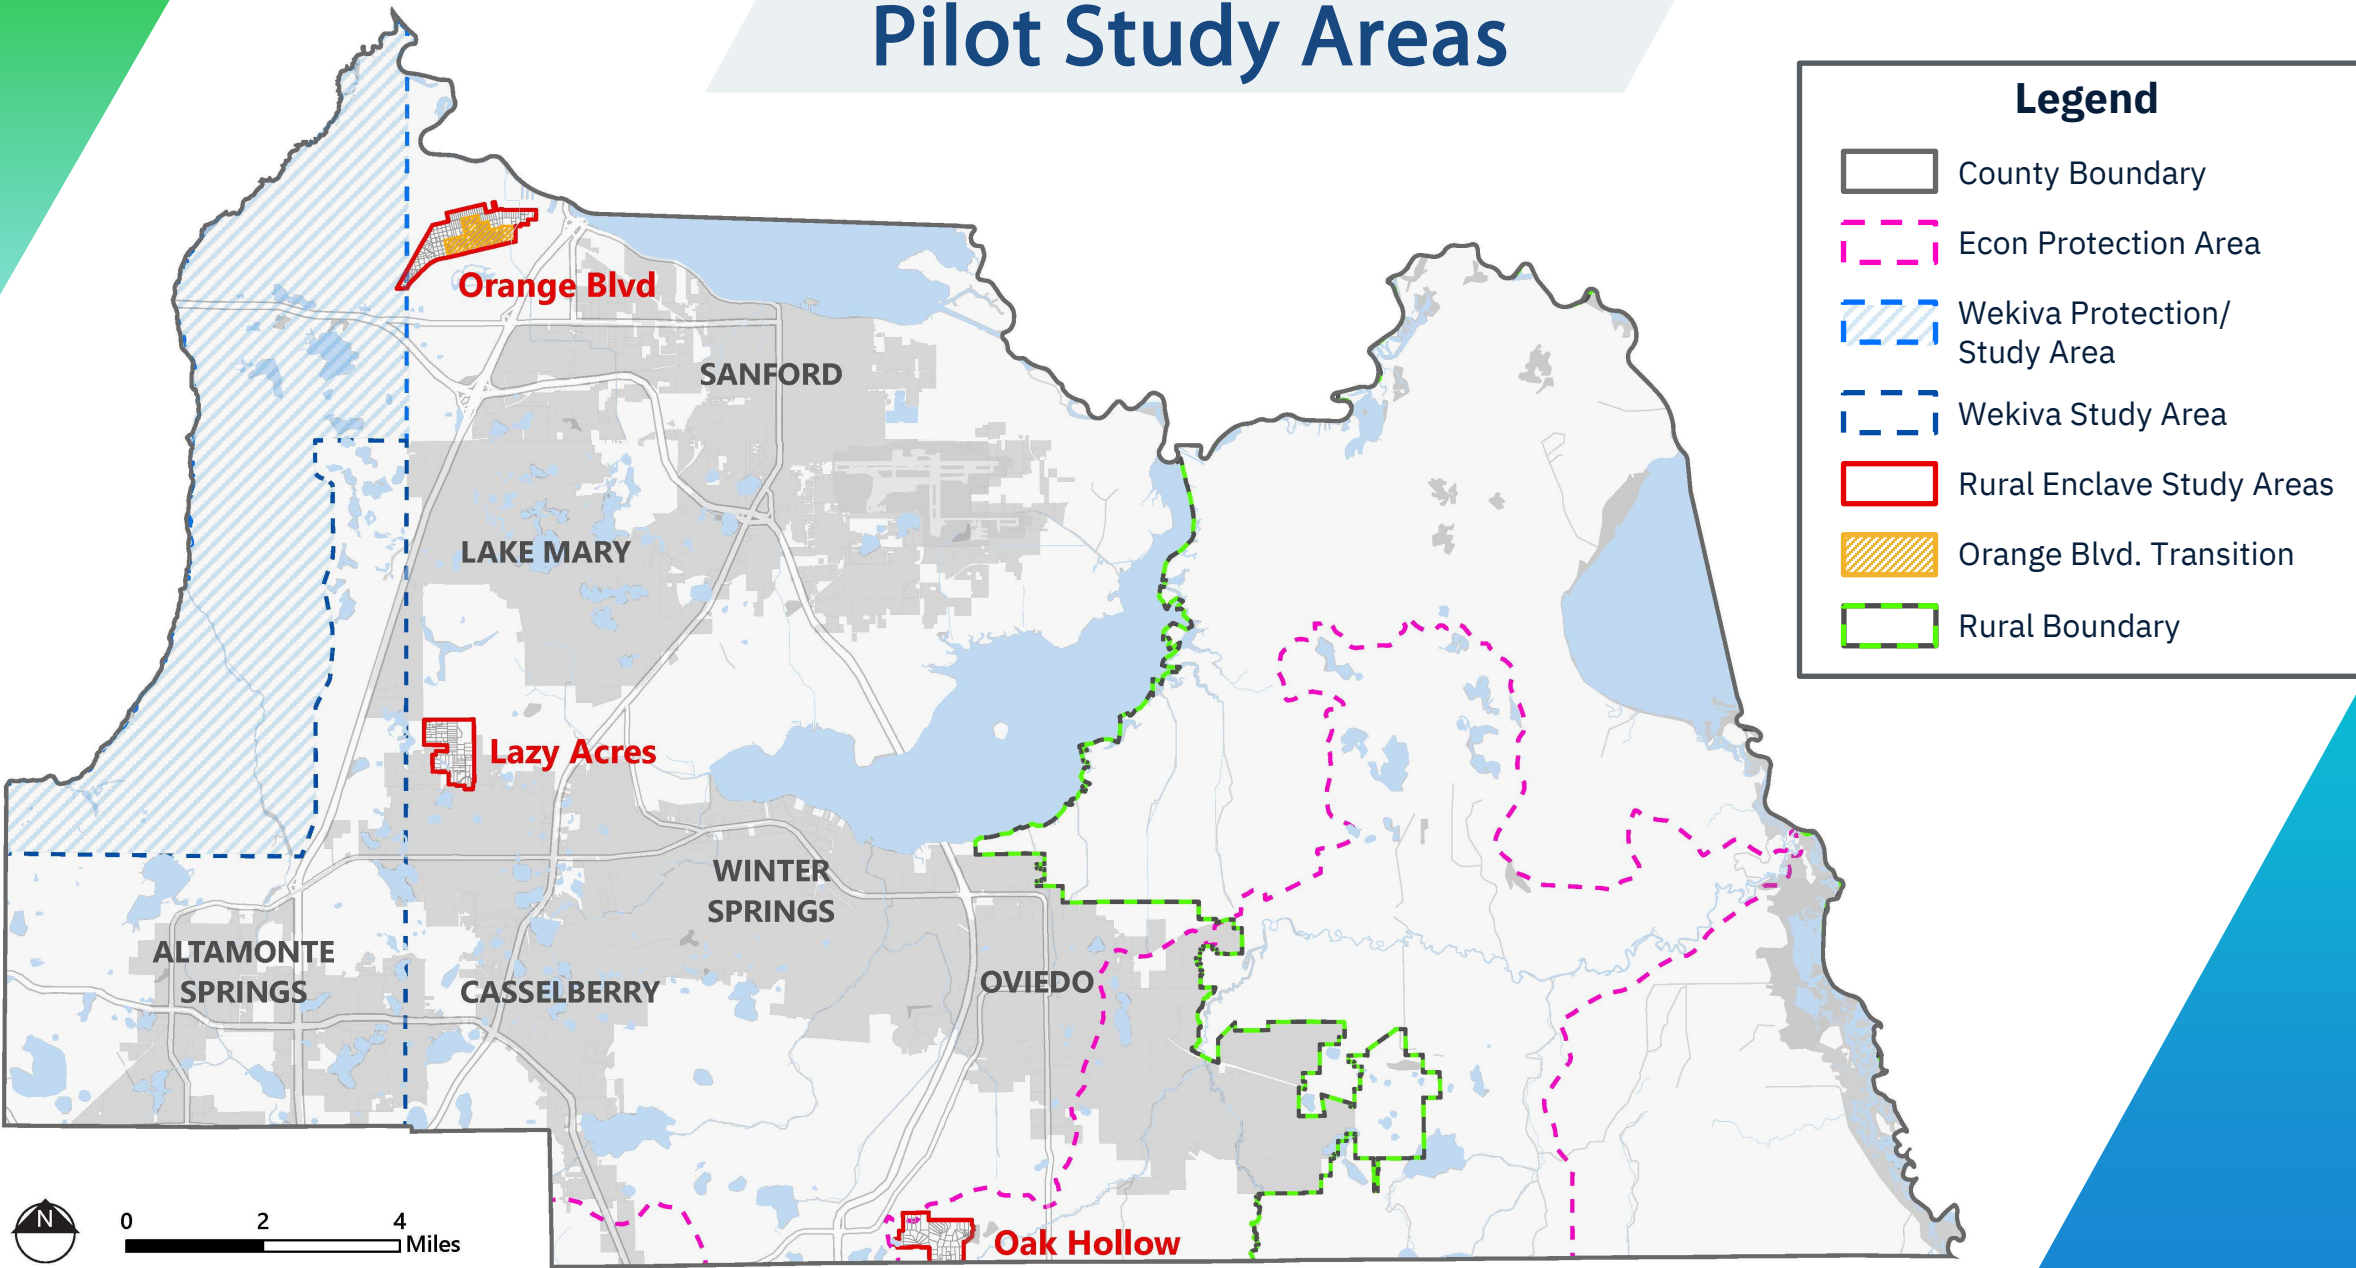 Pilot Study Areas
Legend
County Boundary
Econ Protection Area
Wekiva Protection/
Study Area
Wekiva Study Area
Rural Enclave Study Areas
Orange Blvd. Transition
Rural Boundary
Orange Blvd
SANFORD
LAKE MARY
Lazy Acres
WINTER
SPRINGS
ALTAMONTE
SPRINGS
CASSELBERRY
OVIEDO
Oak Hollow
N
0 2 4
Miles